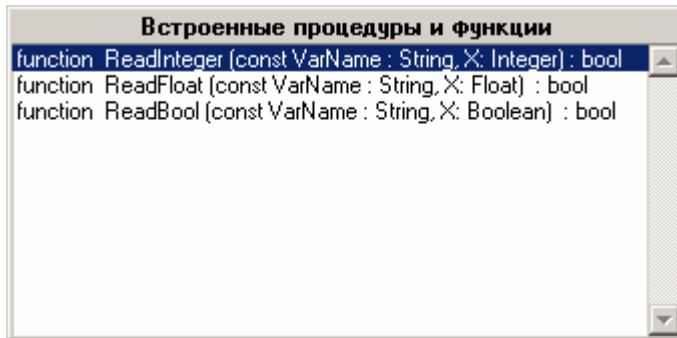 Встроенные процедуры и функции
function ReadInteger (const VarName : String, X: Integer) : bool
function ReadFloat (const VarName : String, X: Float) : bool
function ReadBool (const VarName : String, X: Boolean) : bool